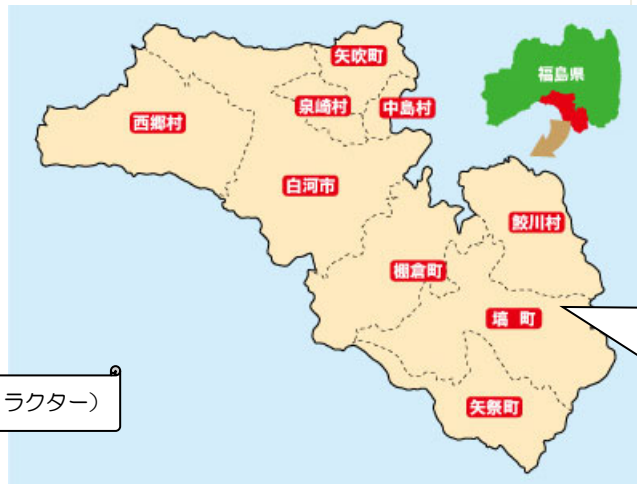 矢吹町
福島県
泉崎村
中島村
西郷村
白河市
鮫川村
棚倉町
塙 町
ラクター）
矢祭町